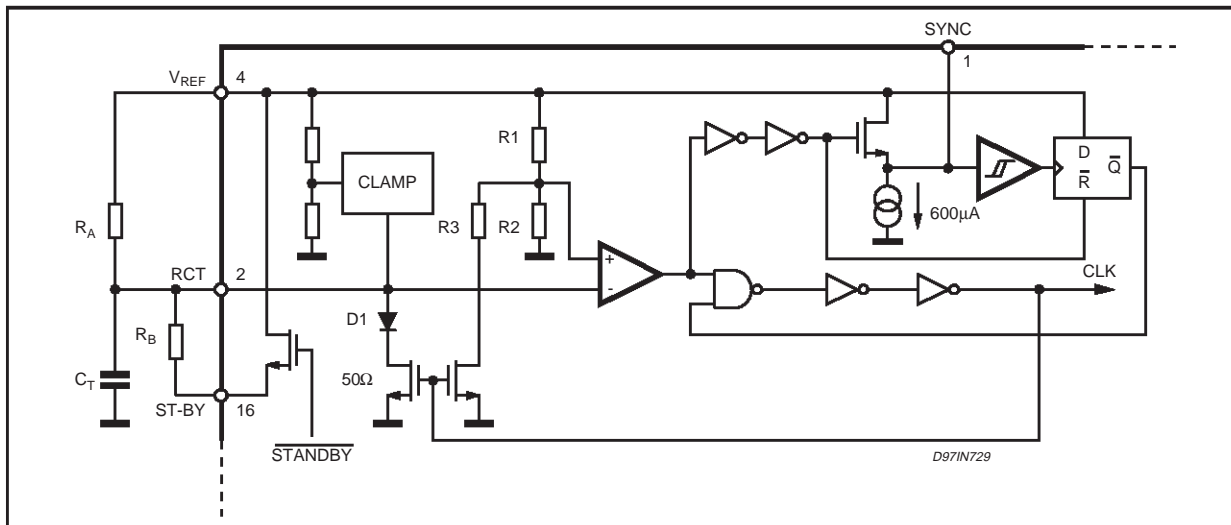 SYNC
1
VREF 4
R1
CLAMP
D
R̅
Q̅
RA
R3
R2
600µA
+
-
RCT 2
CLK
RB
D1
CT
50Ω
ST-BY 16
S̅T̅A̅N̅D̅B̅Y̅
D97IN729